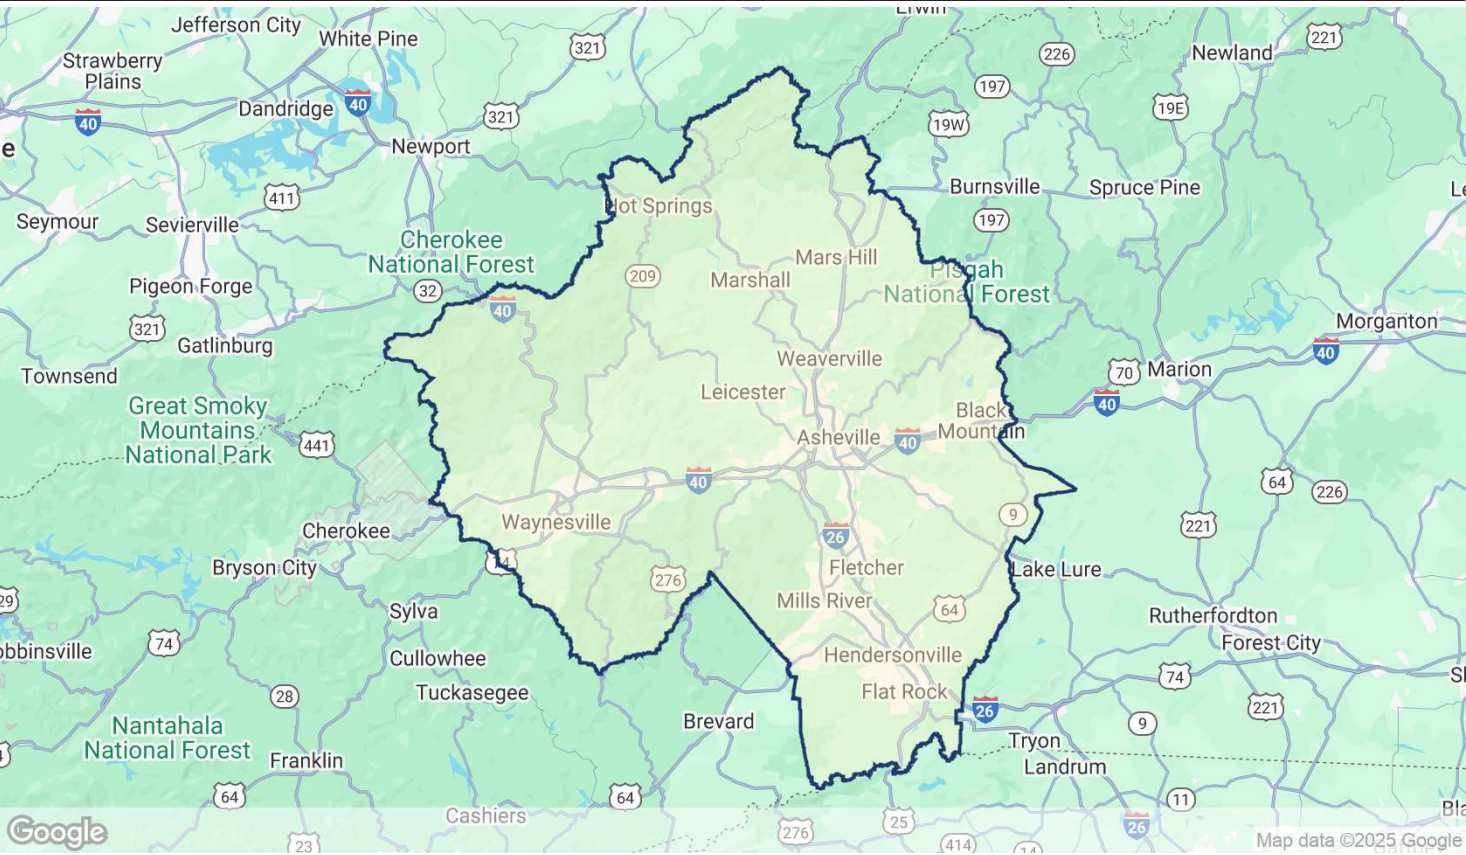 Erwin
Jefferson City
White Pine
321
221
226
Newland
Strawberry
Plains
40
Dandridge
40
321
197
19W
19E
Newport
Burnsville
Spruce Pine
411
Hot Springs
197
Seymour
Sevierville
Cherokee
National Forest
Mars Hill
Pisgah
National Forest
209
Marshall
Pigeon Forge
32
40
321
Morganton
Gatlinburg
40
Weaverville
Townsend
70
Marion
Leicester
40
Great Smoky
Mountains
National Park
Black
Mountain
441
Asheville
40
40
64
226
Waynesville
9
221
Cherokee
26
Bryson City
Fletcher
Lake Lure
276
29
Mills River
Sylva
64
Rutherfordton
74
Forest City
Cullowhee
Hendersonville
74
28
Tuckasegee
Flat Rock
26
221
Nantahala
National Forest
Brevard
9
Franklin
Tryon
Landrum
64
64
11
Cashiers
25
26
276
23
414
14
Google
Map data ©2025 Google